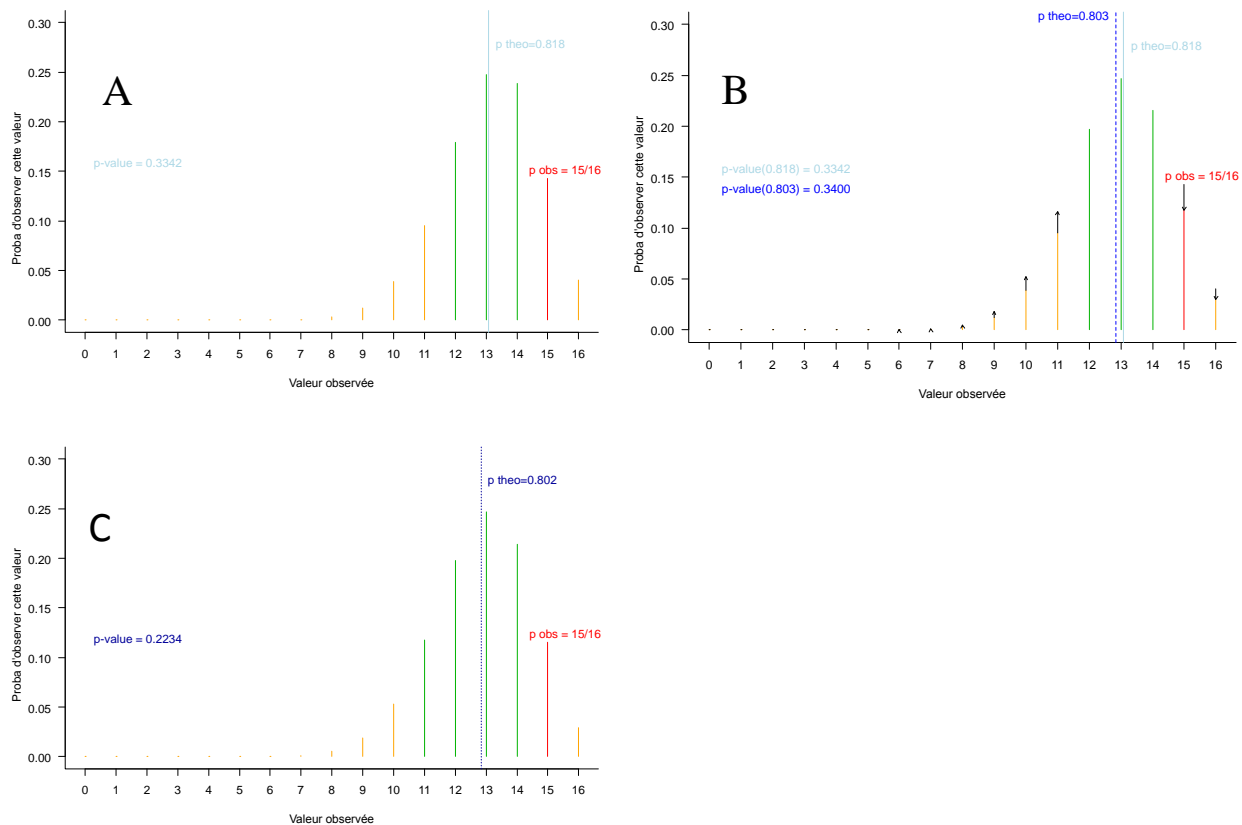 A
p theo=0.818
p-value = 0.3342
p obs = 15/16
Proba d'observer cette valeur
0.30
0.25
0.20
0.15
0.10
0.05
0.00
0 1 2 3 4 5 6 7 8 9 10 11 12 13 14 15 16
Valeur observée
B
p theo=0.803
p theo=0.818
p-value(0.818) = 0.3342
p-value(0.803) = 0.3400
p obs = 15/16
Proba d'observer cette valeur
0.30
0.25
0.20
0.15
0.10
0.05
0.00
0 1 2 3 4 5 6 7 8 9 10 11 12 13 14 15 16
Valeur observée
C
p theo=0.802
p-value = 0.2234
p obs = 15/16
Proba d'observer cette valeur
0.30
0.25
0.20
0.15
0.10
0.05
0.00
0 1 2 3 4 5 6 7 8 9 10 11 12 13 14 15 16
Valeur observée